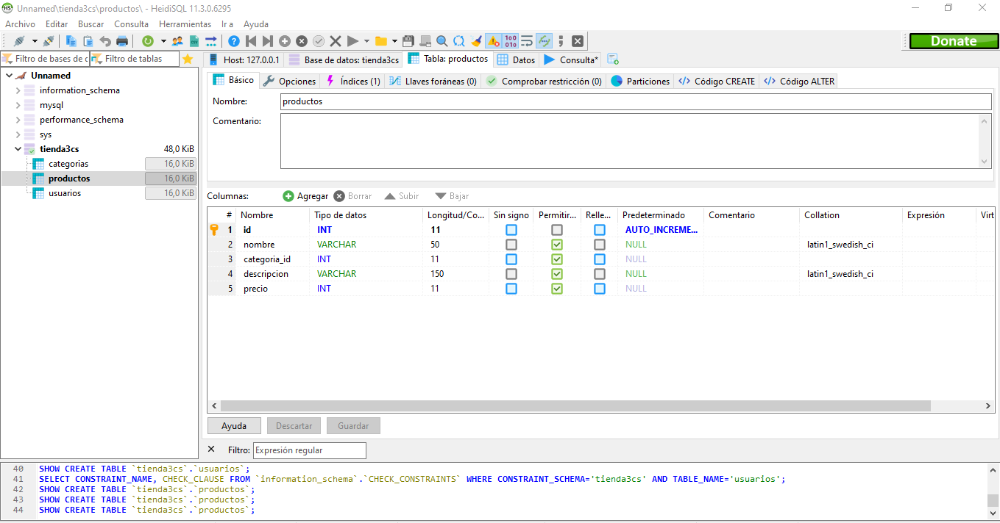 Unnamed\tienda3cs\productos\ - HeidiSQL 11.3.0.6295
Archivo Editar Buscar Consulta Herramientas Ir a Ayuda
Donate
Filtro de bases de d Filtro de tablas
Host: 127.0.0.1 Base de datos: tienda3cs Tabla: productos Datos Consulta*
Unnamed
information_schema
mysql
performance_schema
sys
tienda3cs 48,0 KiB
categorias 16,0 KiB
productos 16,0 KiB
usuarios 16,0 KiB
Básico Opciones Índices (1) Llaves foráneas (0) Comprobar restricción (0) Particiones Código CREATE Código ALTER
Nombre: productos
Comentario:
Columnas: Agregar Borrar Subir Bajar
# Nombre Tipo de datos Longitud/Co... Sin signo Permitir... Relle... Predeterminado Comentario Collation Expresión Virt
1 id INT 11 AUTO_INCREME...
2 nombre VARCHAR 50 NULL latin1_swedish_ci
3 categoria_id INT 11 NULL
4 descripcion VARCHAR 150 NULL latin1_swedish_ci
5 precio INT 11 NULL
Ayuda Descartar Guardar
Filtro: Expresión regular
40 SHOW CREATE TABLE `tienda3cs`.`usuarios`;
41 SELECT CONSTRAINT_NAME, CHECK_CLAUSE FROM `information_schema`.`CHECK_CONSTRAINTS` WHERE CONSTRAINT_SCHEMA='tienda3cs' AND TABLE_NAME='usuarios';
42 SHOW CREATE TABLE `tienda3cs`.`productos`;
43 SHOW CREATE TABLE `tienda3cs`.`productos`;
44 SHOW CREATE TABLE `tienda3cs`.`productos`;